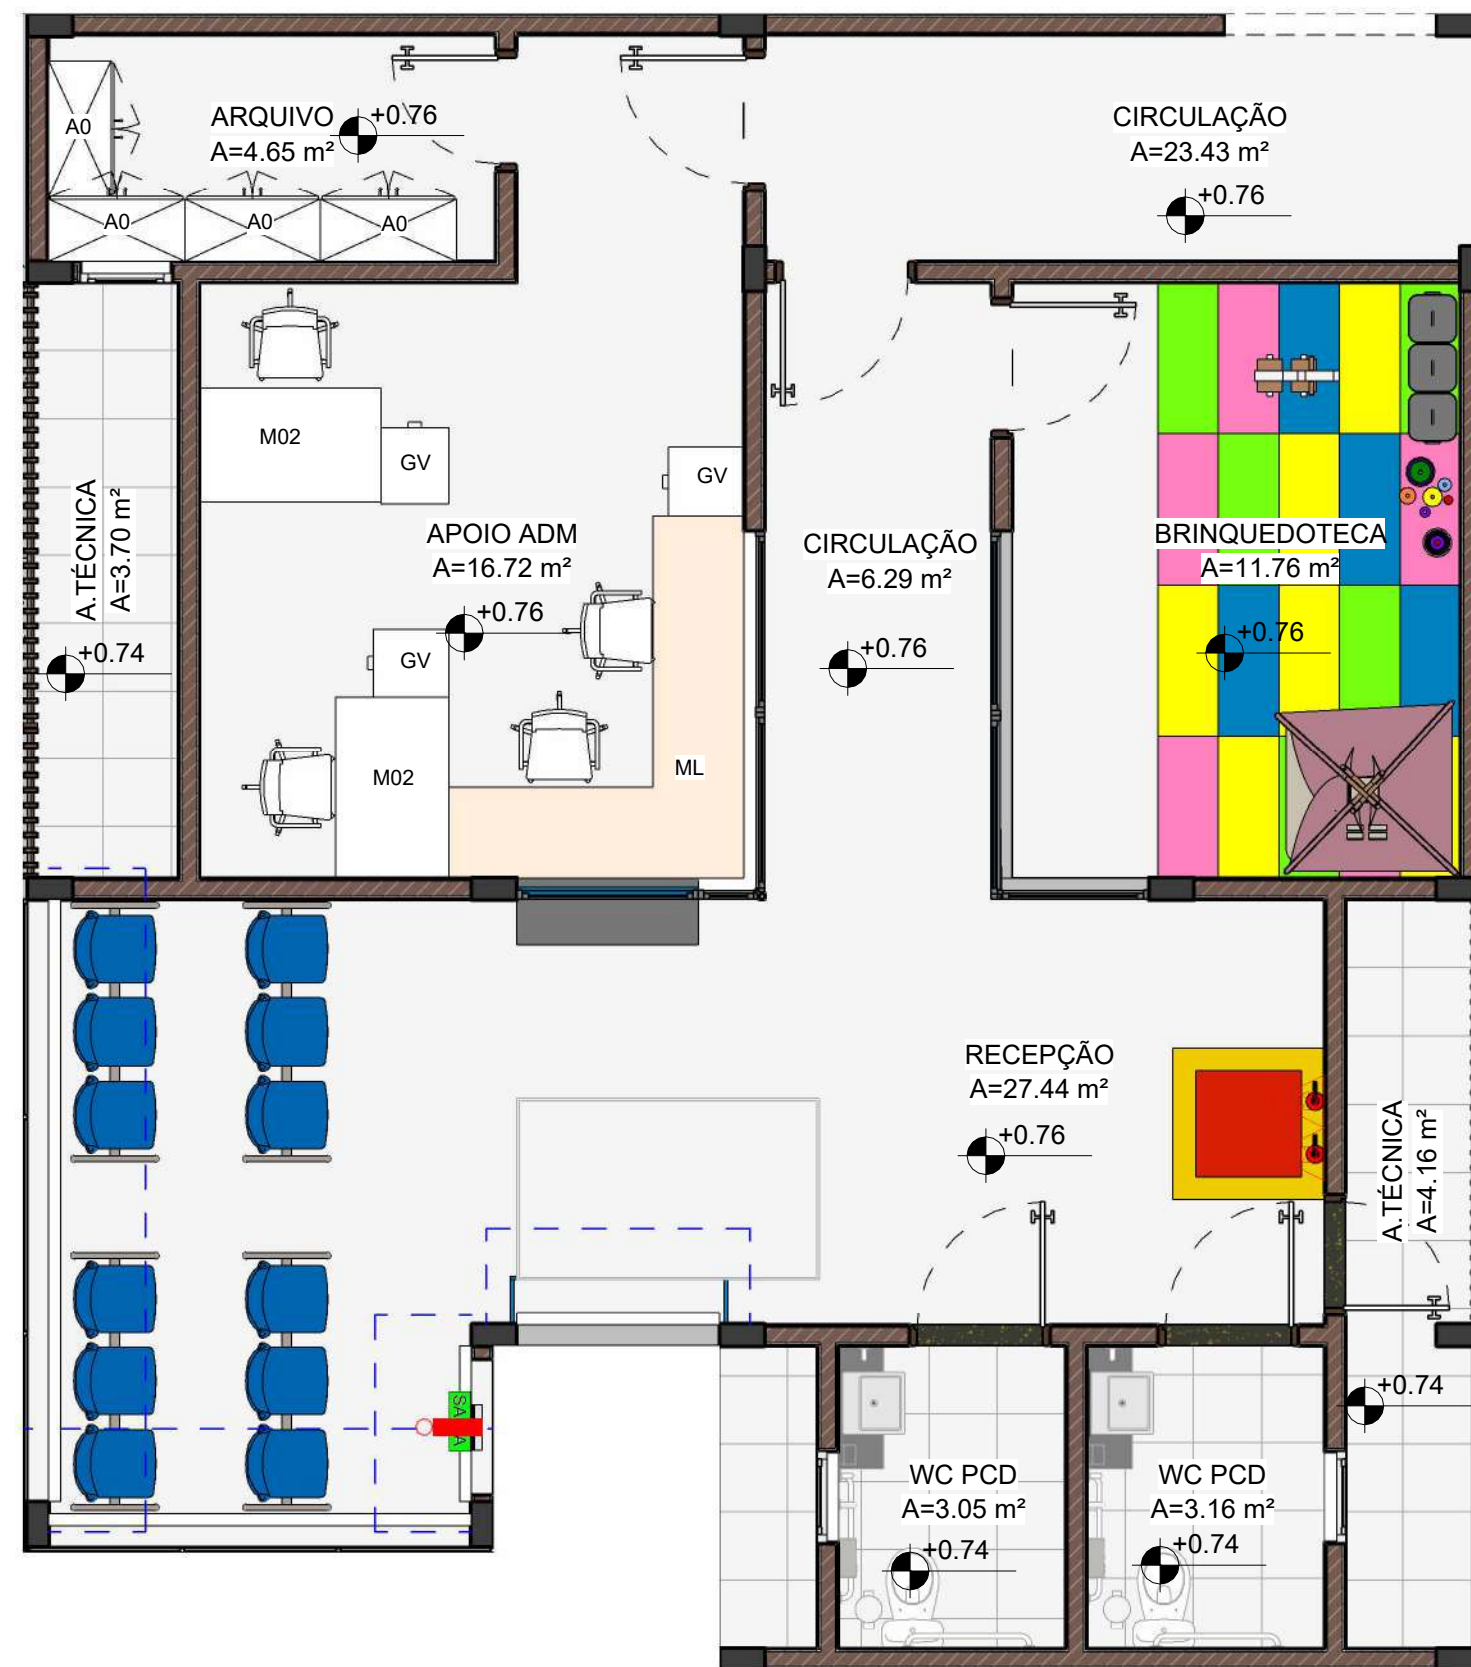 ARQUIVO
A=4.65 m²
+0.76
A0
A0
A0
A0
CIRCULAÇÃO
A=23.43 m²
+0.76
M02
GV
GV
A.TÉCNICA
A=3.70 m²
+0.74
APOIO ADM
A=16.72 m²
+0.76
GV
M02
ML
CIRCULAÇÃO
A=6.29 m²
+0.76
BRINQUEDOTECA
A=11.76 m²
+0.76
RECEPÇÃO
A=27.44 m²
+0.76
A.TÉCNICA
A=4.16 m²
+0.74
WC PCD
A=3.05 m²
+0.74
WC PCD
A=3.16 m²
+0.74